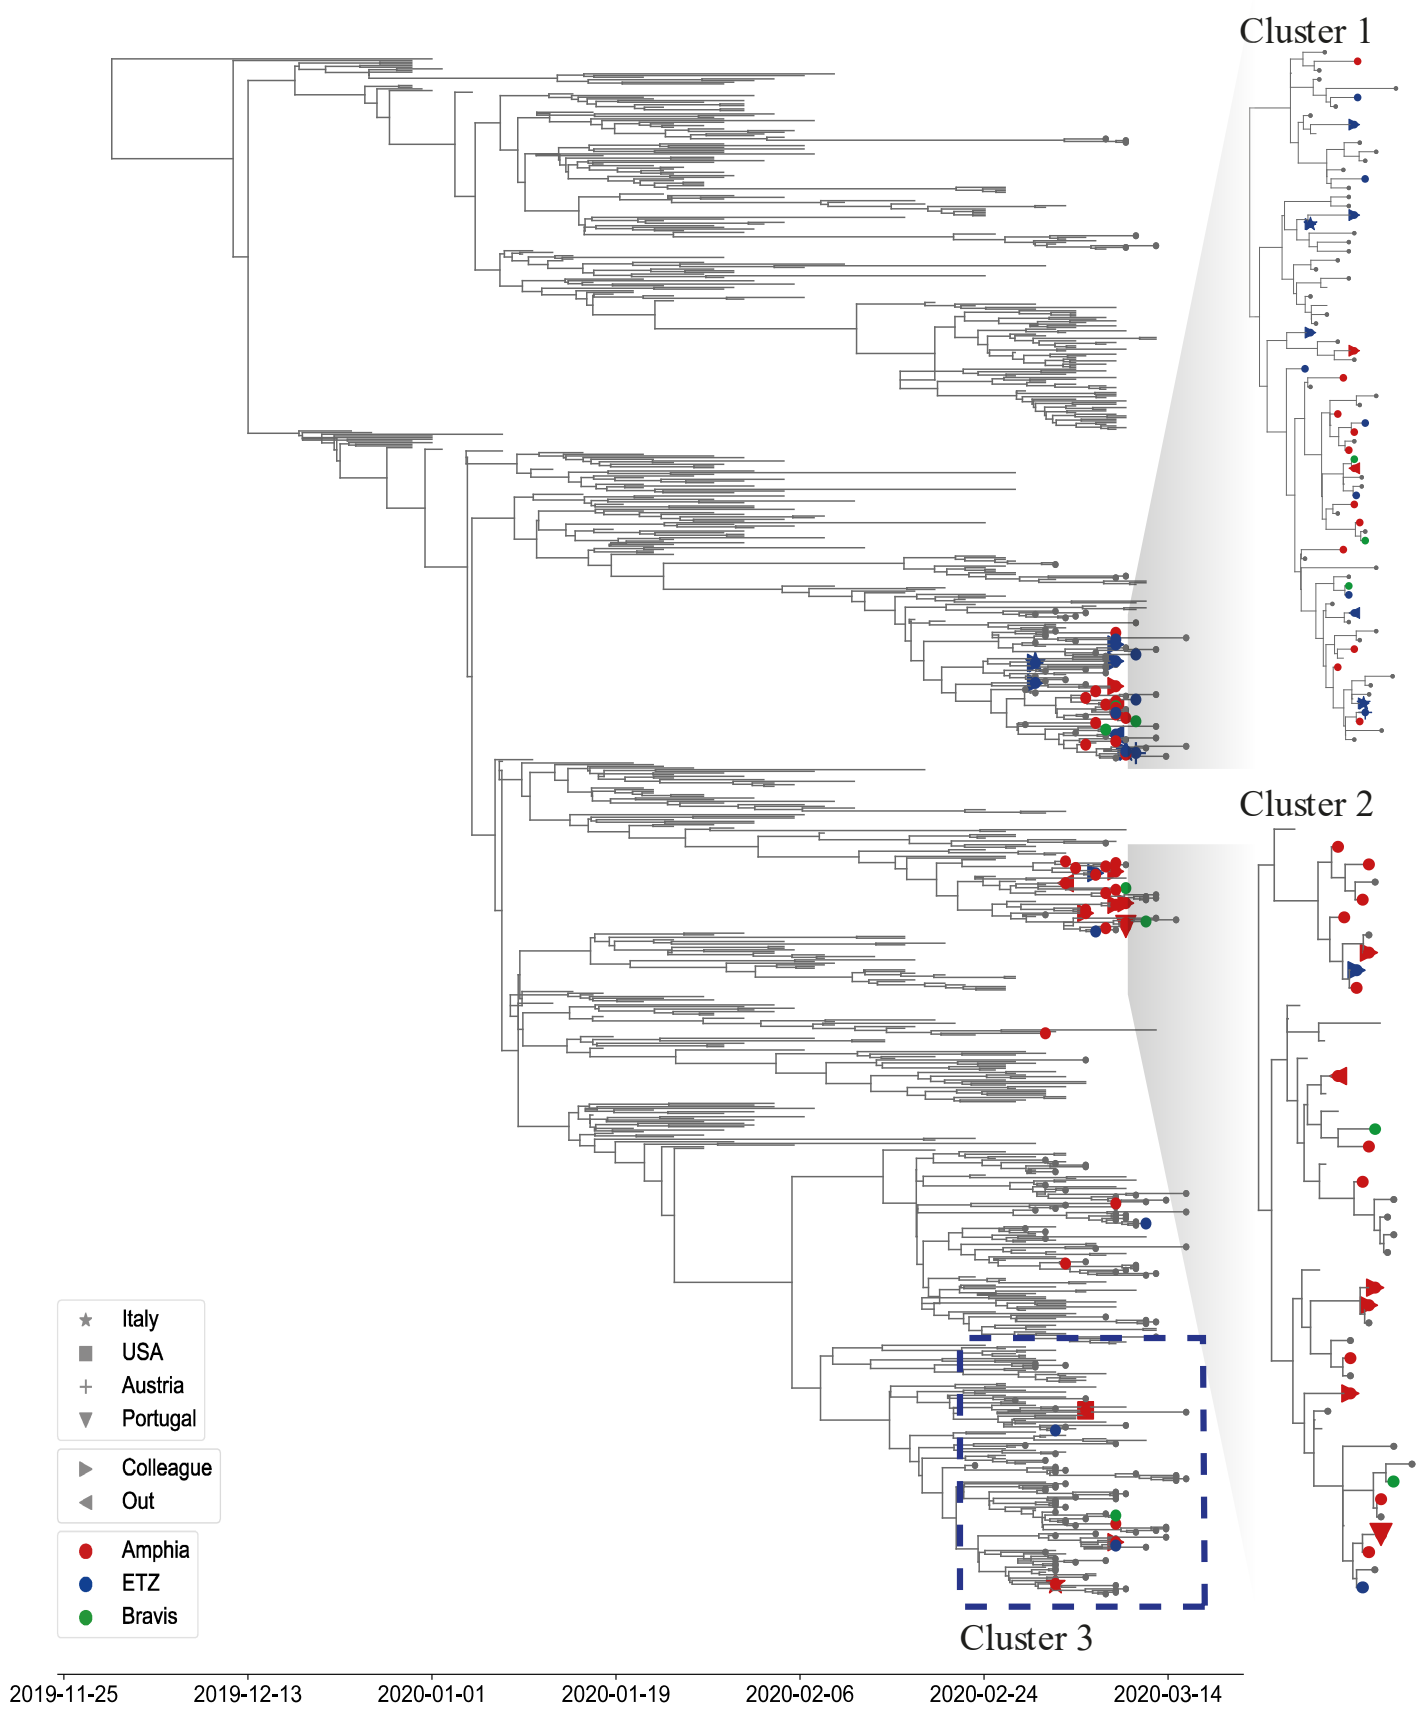 Cluster 1
Cluster 2
Italy
USA
Austria
Portugal
Colleague
Out
Amphia
ETZ
Bravis
Cluster 3
2019-11-25 2019-12-13 2020-01-01 2020-01-19 2020-02-06 2020-02-24 2020-03-14